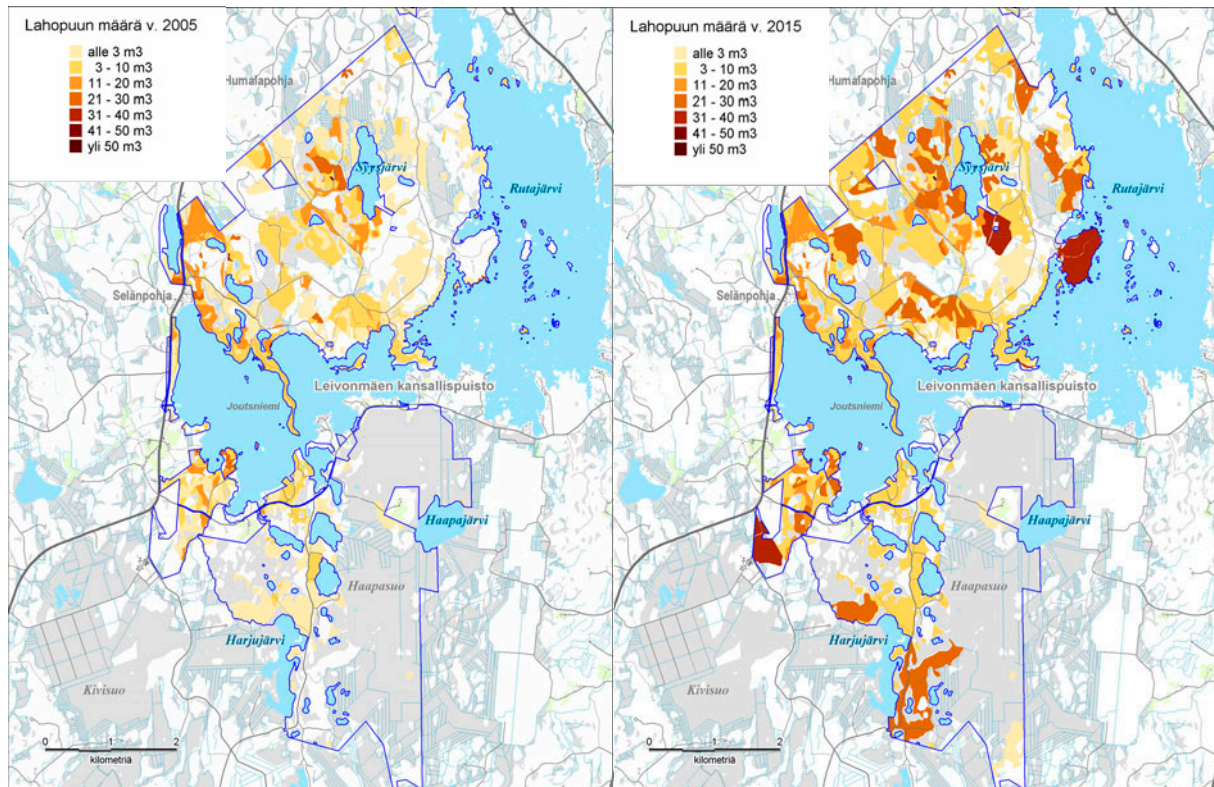 Lahopuun määrä v. 2005
alle 3 m3
3 - 10 m3
11 - 20 m3
21 - 30 m3
31 - 40 m3
41 - 50 m3
yli 50 m3
Humalapohja
Syysjärvi
Rutajärvi
Selänpohja
Leivonmäen kansallispuisto
Joutsniemi
Haapajärvi
Haapasuo
Harjujärvi
Kivisuo
0 1 2
kilometriä
Lahopuun määrä v. 2015
alle 3 m3
3 - 10 m3
11 - 20 m3
21 - 30 m3
31 - 40 m3
41 - 50 m3
yli 50 m3
Humalapohja
Syysjärvi
Rutajärvi
Selänpohja
Leivonmäen kansallispuisto
Joutsniemi
Haapajärvi
Haapasuo
Harjujärvi
Kivisuo
0 1 2
kilometriä